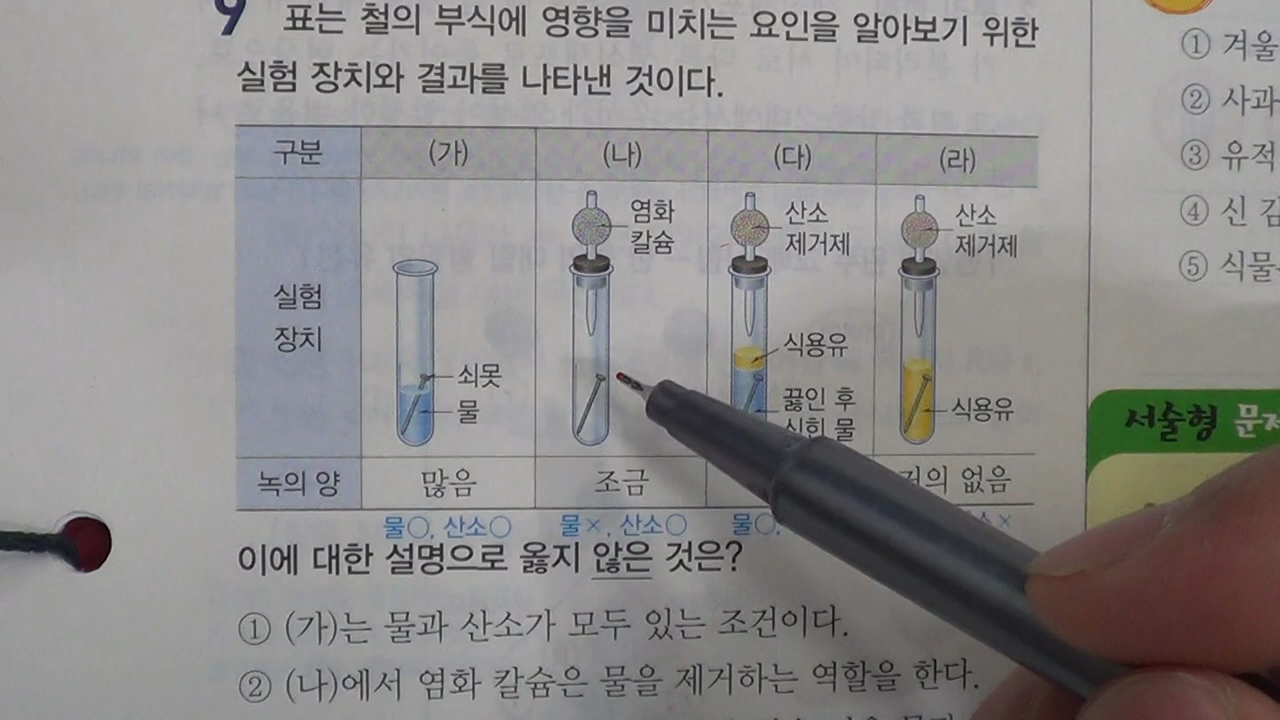 9 표는 철의 부식에 영향을 미치는 요인을 알아보기 위한
실험 장치와 결과를 나타낸 것이다.
구분 (가) (나) (다) (라)
실험
장치
쇠못
물
염화
칼슘
산소
제거제
식용유
끓인 후
식힌 물
산소
제거제
식용유
녹의 양 많음 조금 없음
물○, 산소○ 물×, 산소○ 물○,
이에 대한 설명으로 옳지 않은 것은?
① (가)는 물과 산소가 모두 있는 조건이다.
② (나)에서 염화 칼슘은 물을 제거하는 역할을 한다.
① 겨울
② 사과
③ 유적
④ 신
⑤ 식물
서술형